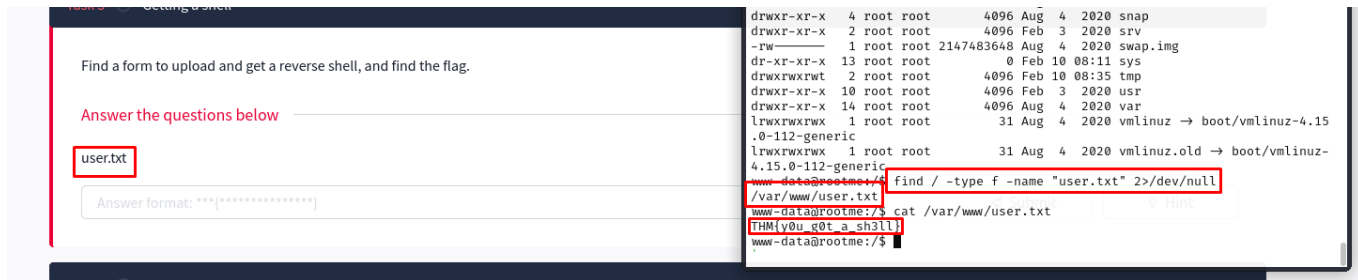 Task 3 Getting a shell
Find a form to upload and get a reverse shell, and find the flag.
Answer the questions below
user.txt
Answer format: ***{***************}
Submit
Hint
drwxr-xr-x 4 root root 4096 Aug 4 2020 snap
drwxr-xr-x 2 root root 4096 Feb 3 2020 srv
-rw------- 1 root root 2147483648 Aug 4 2020 swap.img
dr-xr-xr-x 13 root root 0 Feb 10 08:11 sys
drwxrwxrwt 2 root root 4096 Feb 10 08:35 tmp
drwxr-xr-x 10 root root 4096 Feb 3 2020 usr
drwxr-xr-x 14 root root 4096 Aug 4 2020 var
lrwxrwxrwx 1 root root 31 Aug 4 2020 vmlinuz → boot/vmlinuz-4.15
.0-112-generic
lrwxrwxrwx 1 root root 31 Aug 4 2020 vmlinuz.old → boot/vmlinuz-
4.15.0-112-generic
www-data@rootme:/$ find / -type f -name "user.txt" 2>/dev/null
/var/www/user.txt
www-data@rootme:/$ cat /var/www/user.txt
THM{y0u_g0t_a_sh3ll}
www-data@rootme:/$